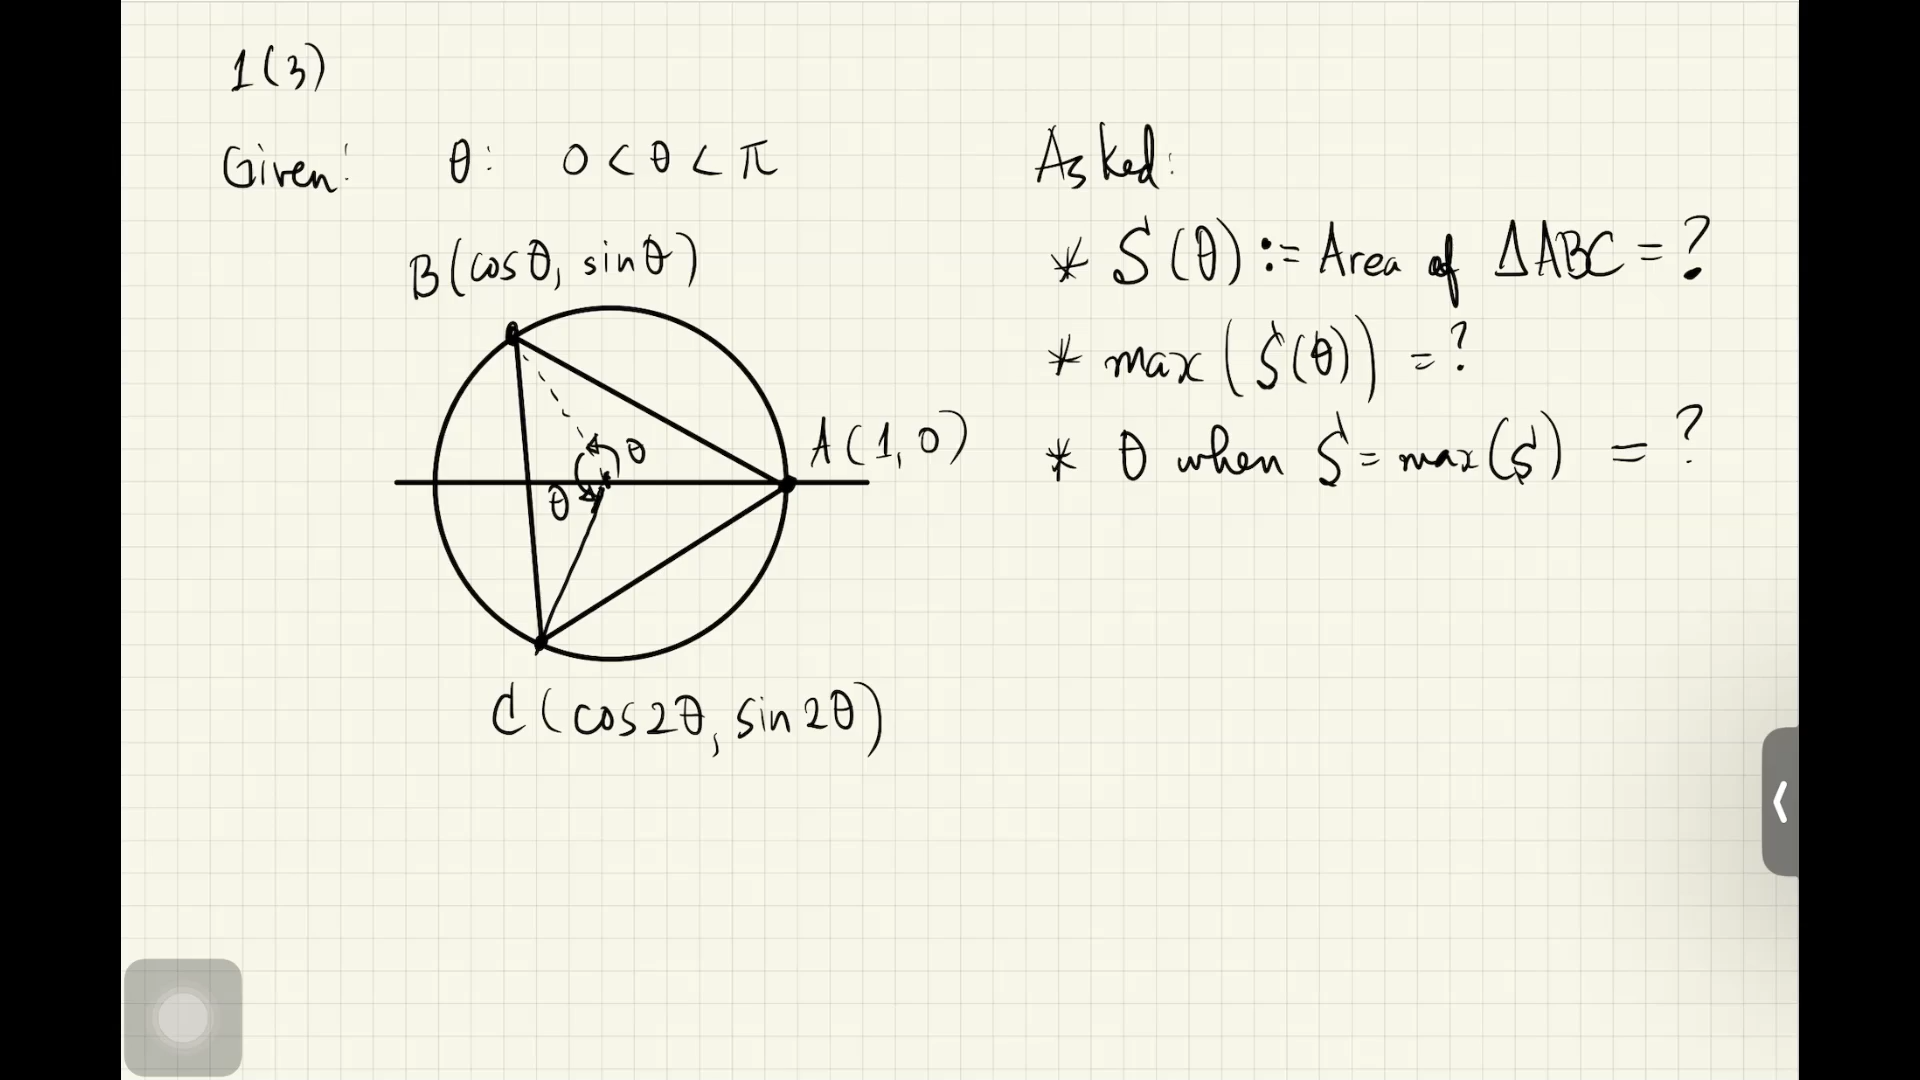 1(3)
Given: θ: 0 < θ < π
B(cosθ, sinθ)
A(1,0)
θ
θ
C(cos2θ, sin2θ)
Asked:
* S(θ) := Area of ΔABC = ?
* max(S(θ)) = ?
* θ when S = max(S) = ?